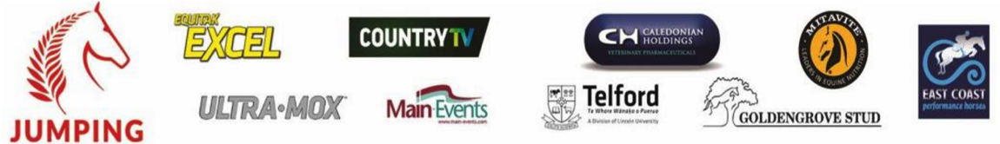 JUMPING
EQUITAK
EXCEL
ULTRA-MOX
COUNTRY TV
Main Events
www.main-events.com
CH CALEDONIAN
HOLDINGS
VETERINARY PHARMACEUTICALS
Telford
Te Whare Wānaka o Puerua
A Division of Lincoln University
MITAVITE
LEADERS IN EQUINE NUTRITION
GOLDENGROVE STUD
EAST COAST
performance horses